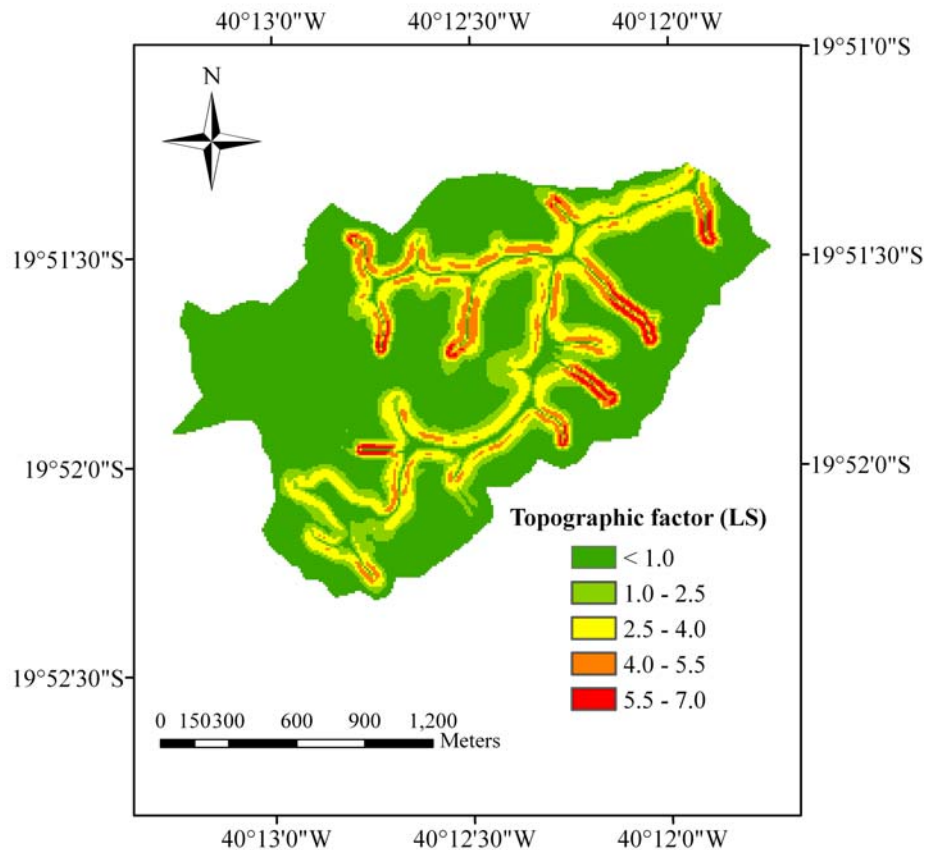 40°13'0"W 40°12'30"W 40°12'0"W
19°51'0"S
N
19°51'30"S 19°51'30"S
19°52'0"S 19°52'0"S
Topographic factor (LS)
< 1.0
1.0 - 2.5
2.5 - 4.0
4.0 - 5.5
5.5 - 7.0
19°52'30"S
0 150 300 600 900 1,200
Meters
40°13'0"W 40°12'30"W 40°12'0"W